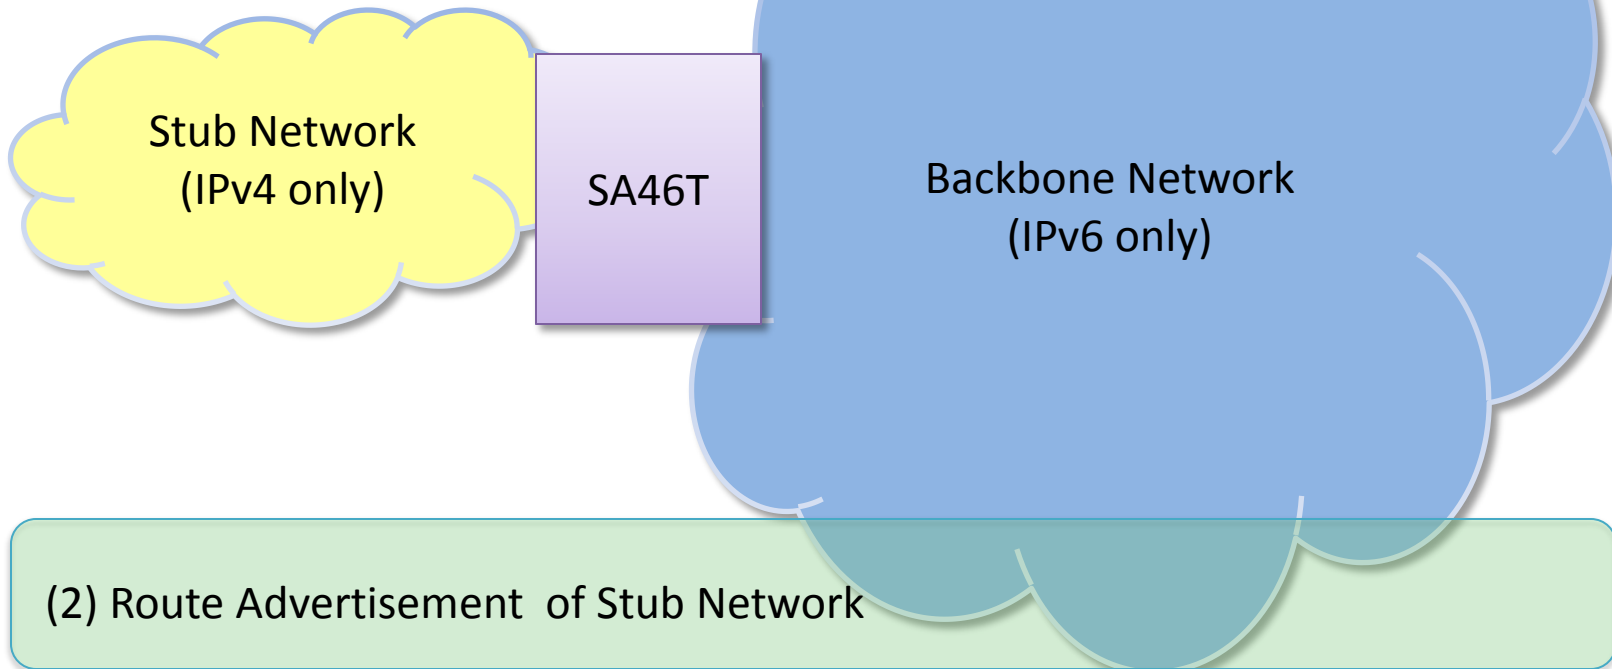 Stub Network
(IPv4 only)
SA46T
Backbone Network
(IPv6 only)
(2) Route Advertisement  of Stub Network